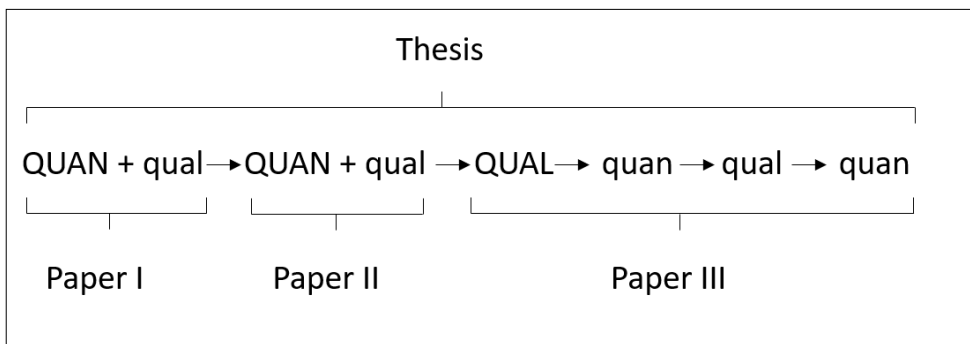 Thesis
QUAN + qual → QUAN + qual → QUAL → quan → qual → quan
Paper I Paper II Paper III